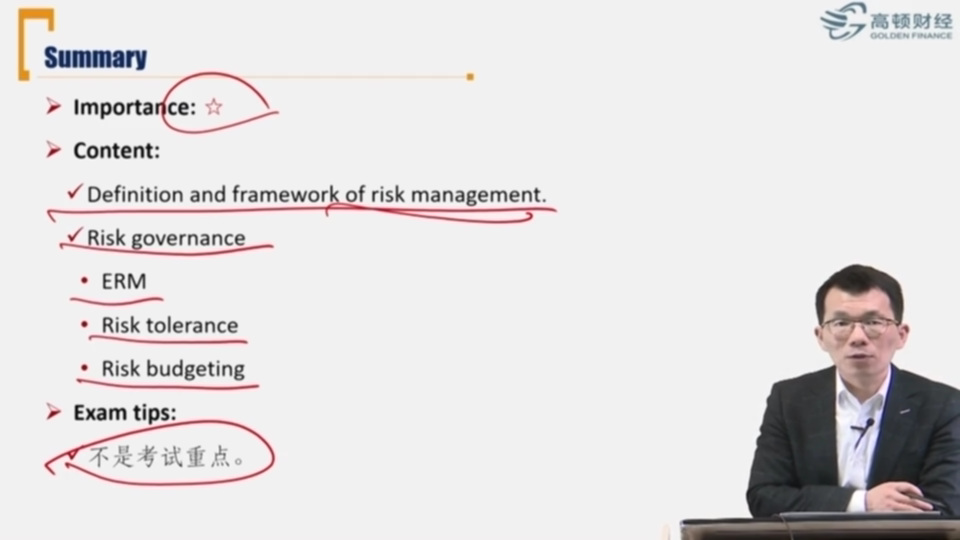 高顿财经
GOLDEN FINANCE
Summary
Importance: ☆
Content:
Definition and framework of risk management.
Risk governance
ERM
Risk tolerance
Risk budgeting
Exam tips:
不是考试重点。